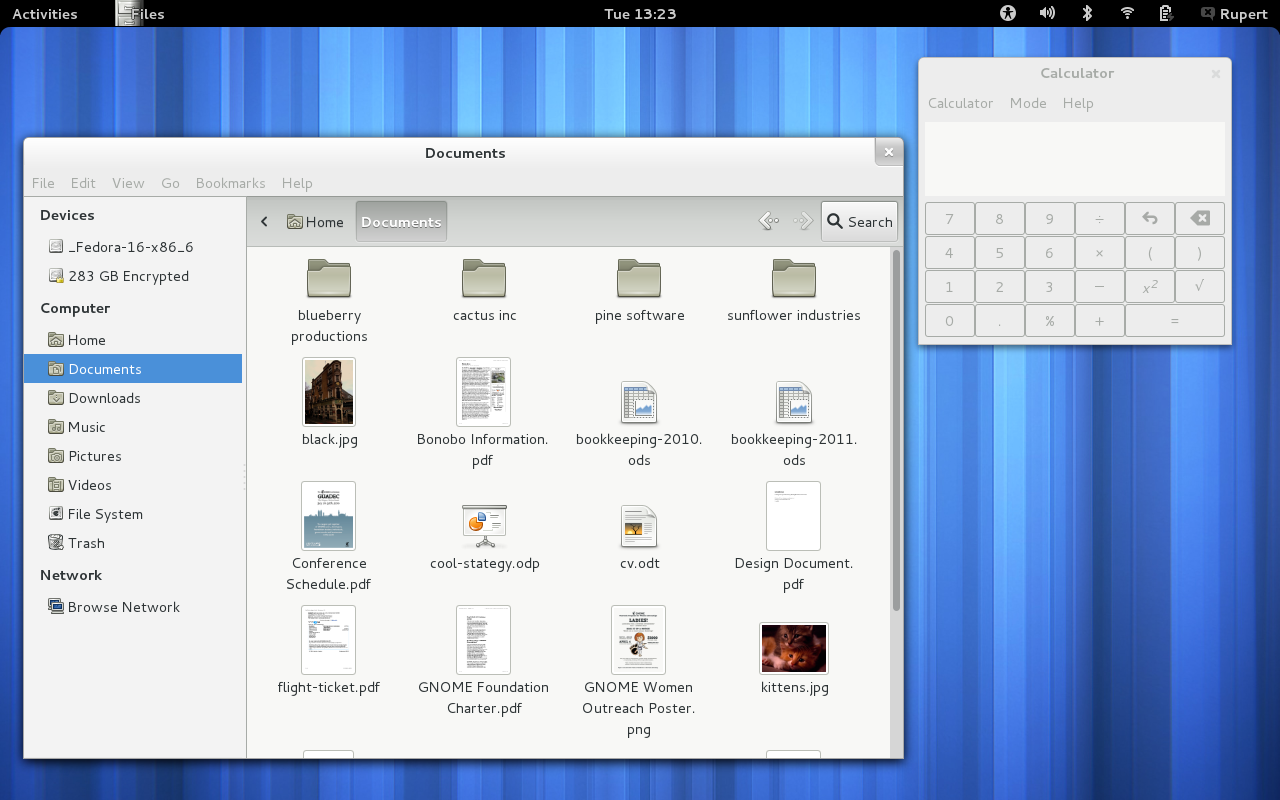 Activities Files Tue 13:23 Rupert
Calculator
Calculator Mode Help
7 8 9 ÷
4 5 6 × ( )
1 2 3 − x² √
0 . % + =
Documents
File Edit View Go Bookmarks Help
Home Documents Search
Devices
_Fedora-16-x86_6
283 GB Encrypted
Computer
Home
Documents
Downloads
Music
Pictures
Videos
File System
Trash
Network
Browse Network
blueberry
productions
cactus inc
pine software
sunflower industries
black.jpg
Bonobo Information.
pdf
bookkeeping-2010.
ods
bookkeeping-2011.
ods
GUADEC
Conference
Schedule.pdf
cool-stategy.odp
cv.odt
Design Document.
pdf
flight-ticket.pdf
GNOME Foundation
Charter.pdf
LADIES!
GNOME Women
Outreach Poster.
png
kittens.jpg